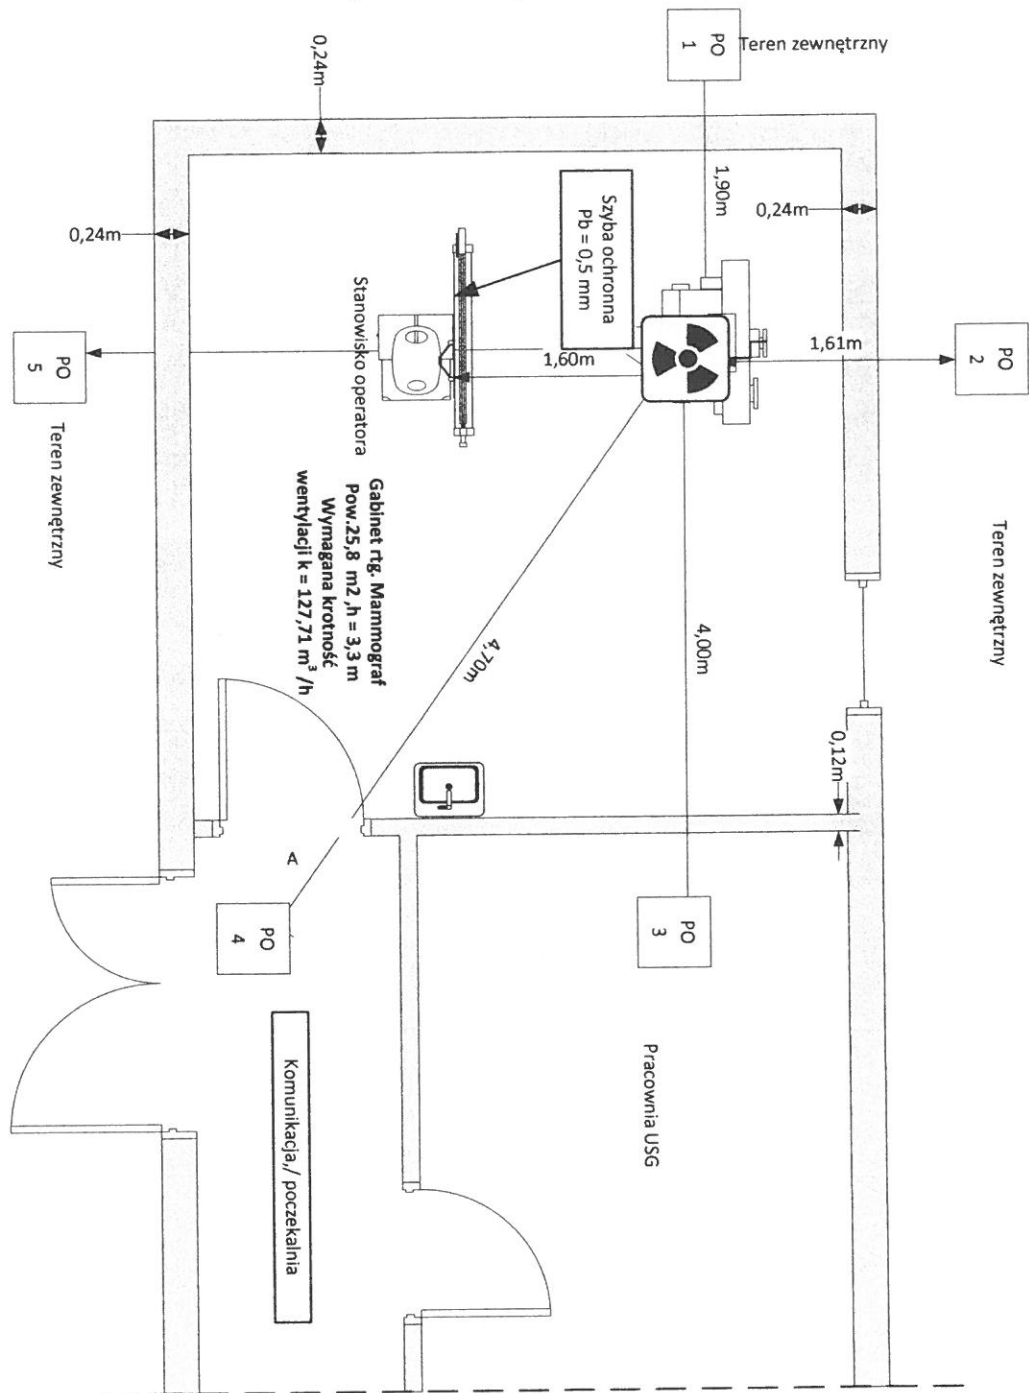 PO
1
Teren zewnętrzny
0,24m
1,90m
0,24m
0,24m
Szyba ochronna
Pb = 0,5 mm
Stanowisko operatora
1,60m
1,61m
PO
2
Teren zewnętrzny
PO
5
Teren zewnętrzny
Gabinet rtg. Mammograf
Pow.25,8 m2 ,h = 3,3 m
Wymagana krotność
wentylacji k = 127,71 m³ /h
4,70m
4,00m
0,12m
A
PO
4
PO
3
Komunikacja,/ poczekalnia
Pracownia USG